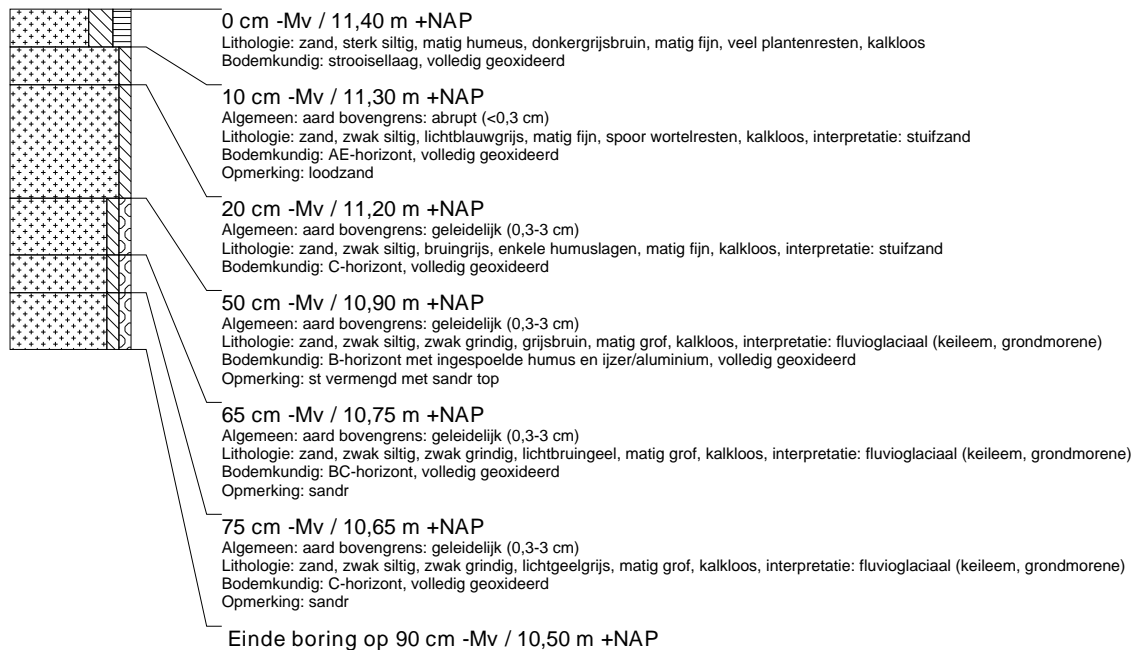 0 cm -Mv / 11,40 m +NAP
Lithologie: zand, sterk siltig, matig humeus, donkergrijsbruin, matig fijn, veel plantenresten, kalkloos
Bodemkundig: strooisellaag, volledig geoxideerd
10 cm -Mv / 11,30 m +NAP
Algemeen: aard bovengrens: abrupt (<0,3 cm)
Lithologie: zand, zwak siltig, lichtblauwgrijs, matig fijn, spoor wortelresten, kalkloos, interpretatie: stuifzand
Bodemkundig: AE-horizont, volledig geoxideerd
Opmerking: loodzand
20 cm -Mv / 11,20 m +NAP
Algemeen: aard bovengrens: geleidelijk (0,3-3 cm)
Lithologie: zand, zwak siltig, bruingrijs, enkele humuslagen, matig fijn, kalkloos, interpretatie: stuifzand
Bodemkundig: C-horizont, volledig geoxideerd
50 cm -Mv / 10,90 m +NAP
Algemeen: aard bovengrens: geleidelijk (0,3-3 cm)
Lithologie: zand, zwak siltig, zwak grindig, grijsbruin, matig grof, kalkloos, interpretatie: fluvioglaciaal (keileem, grondmorene)
Bodemkundig: B-horizont met ingespoelde humus en ijzer/aluminium, volledig geoxideerd
Opmerking: st vermengd met sandr top
65 cm -Mv / 10,75 m +NAP
Algemeen: aard bovengrens: geleidelijk (0,3-3 cm)
Lithologie: zand, zwak siltig, zwak grindig, lichtbruingeel, matig grof, kalkloos, interpretatie: fluvioglaciaal (keileem, grondmorene)
Bodemkundig: BC-horizont, volledig geoxideerd
Opmerking: sandr
75 cm -Mv / 10,65 m +NAP
Algemeen: aard bovengrens: geleidelijk (0,3-3 cm)
Lithologie: zand, zwak siltig, zwak grindig, lichtgeelgrijs, matig grof, kalkloos, interpretatie: fluvioglaciaal (keileem, grondmorene)
Bodemkundig: C-horizont, volledig geoxideerd
Opmerking: sandr
Einde boring op 90 cm -Mv / 10,50 m +NAP